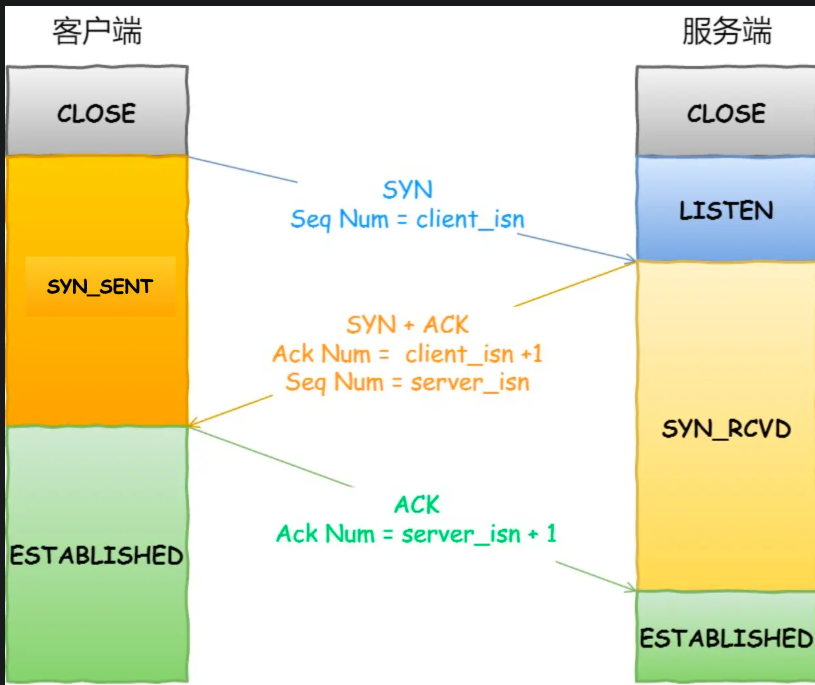 客户端
服务端
CLOSE
CLOSE
SYN
Seq Num = client_isn
LISTEN
SYN_SENT
SYN + ACK
Ack Num = client_isn +1
Seq Num = server_isn
SYN_RCVD
ACK
Ack Num = server_isn + 1
ESTABLISHED
ESTABLISHED